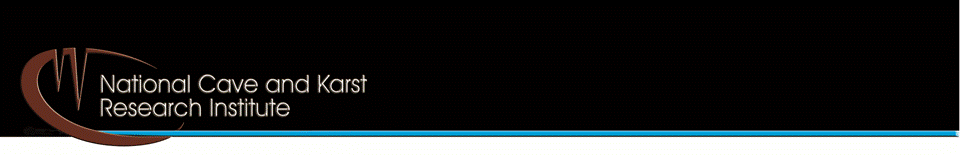 National Cave and Karst
Research Institute